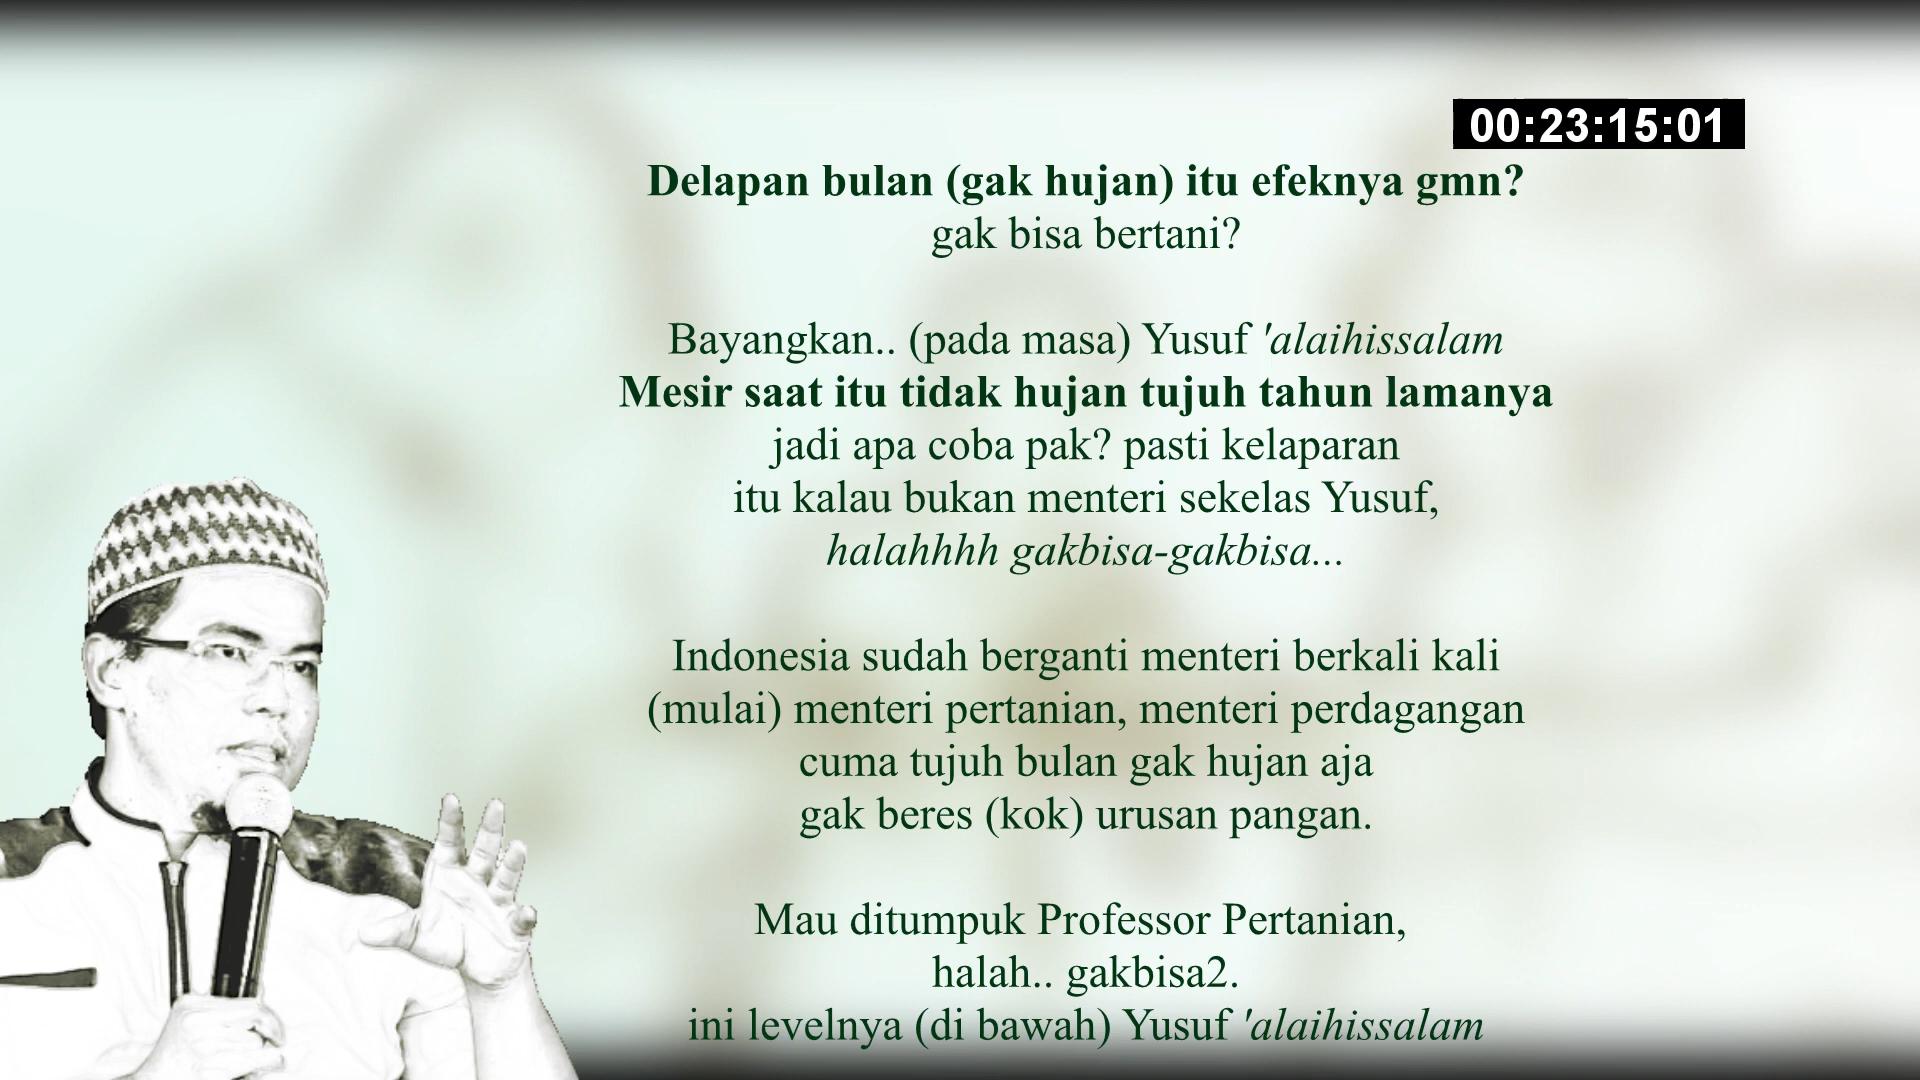 00:23:15:01
Delapan bulan (gak hujan) itu efeknya gmn?
gak bisa bertani?
Bayangkan.. (pada masa) Yusuf 'alaihissalam
Mesir saat itu tidak hujan tujuh tahun lamanya
jadi apa coba pak? pasti kelaparan
itu kalau bukan menteri sekelas Yusuf,
halahhhh gakbisa-gakbisa...
Indonesia sudah berganti menteri berkali kali
(mulai) menteri pertanian, menteri perdagangan
cuma tujuh bulan gak hujan aja
gak beres (kok) urusan pangan.
Mau ditumpuk Professor Pertanian,
halah.. gakbisa2.
ini levelnya (di bawah) Yusuf 'alaihissalam